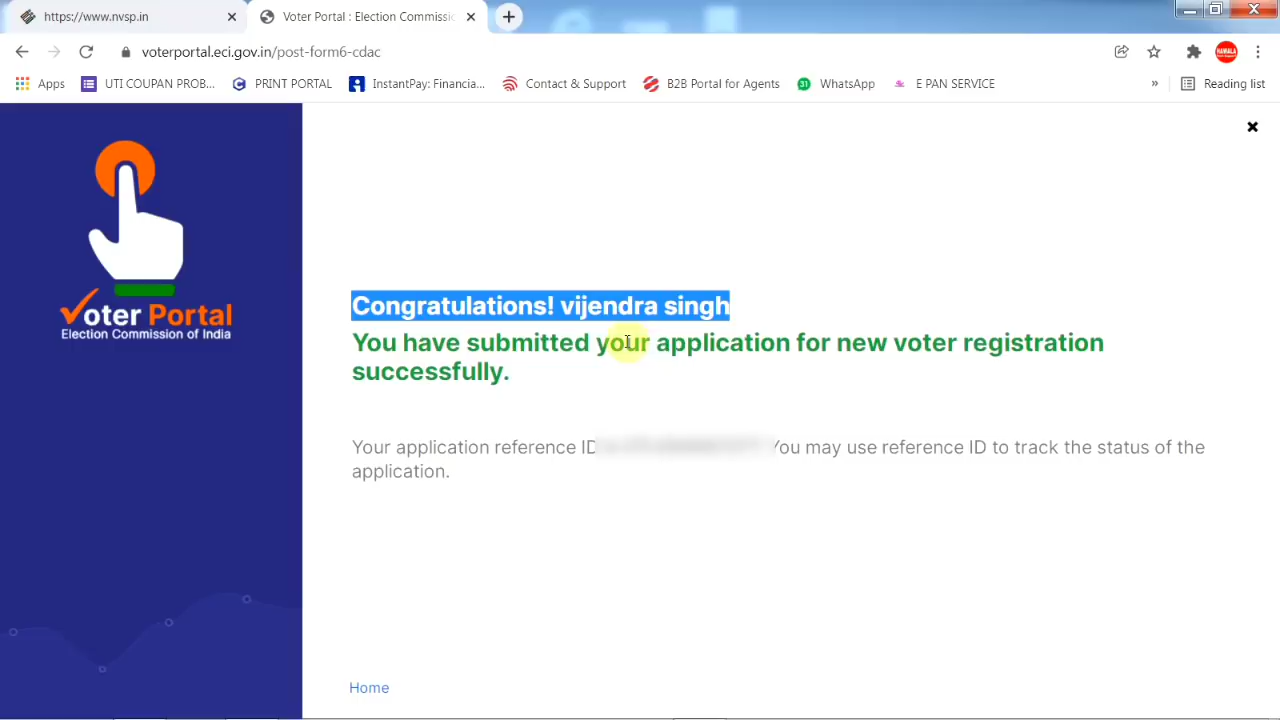 https://www.nvsp.in
Voter Portal : Election Commissic
voterportal.eci.gov.in/post-form6-cdac
Apps
UTI COUPAN PROB...
PRINT PORTAL
InstantPay: Financia...
Contact & Support
B2B Portal for Agents
31
WhatsApp
E PAN SERVICE
»
Reading list
Voter Portal
Election Commission of India
Congratulations! vijendra singh
You have submitted your application for new voter registration
successfully.
Your application reference ID You may use reference ID to track the status of the
application.
Home